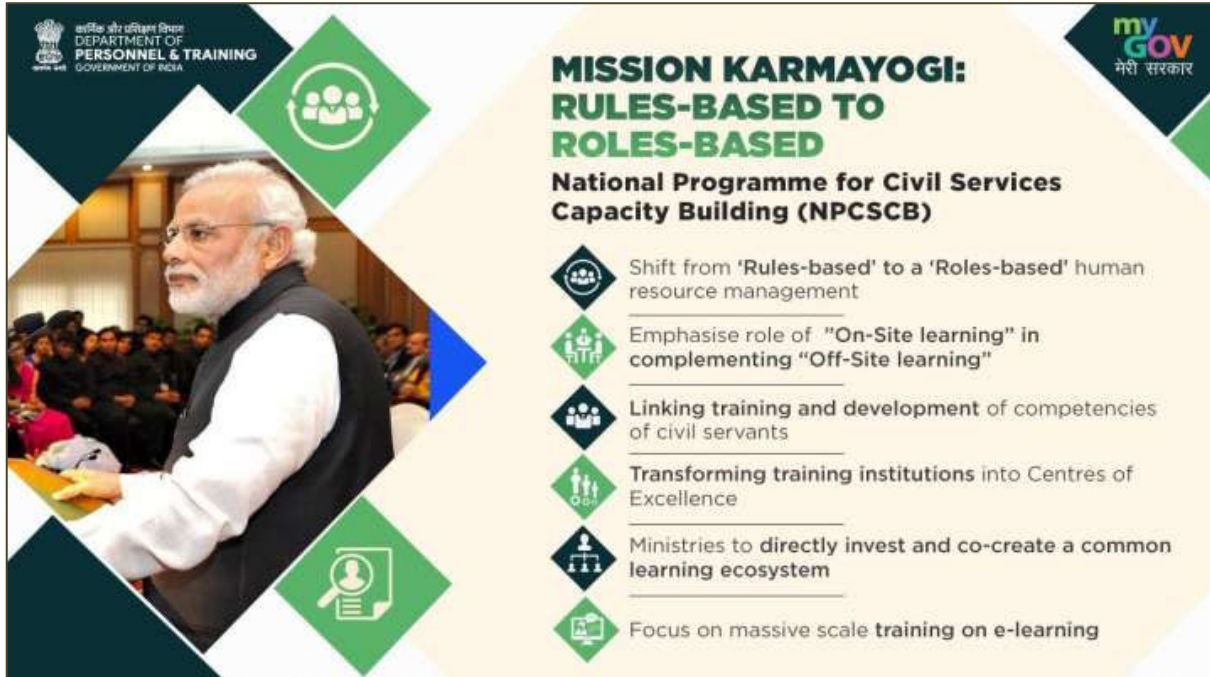 कार्मिक और प्रशिक्षण विभाग
DEPARTMENT OF
PERSONNEL & TRAINING
GOVERNMENT OF INDIA
सत्यमेव जयते
my
GOV
मेरी सरकार
MISSION KARMAYOGI:
RULES-BASED TO
ROLES-BASED
National Programme for Civil Services
Capacity Building (NPCSCB)
Shift from ‘Rules-based’ to a ‘Roles-based’ human
resource management
Emphasise role of ”On-Site learning” in
complementing “Off-Site learning”
Linking training and development of competencies
of civil servants
Transforming training institutions into Centres of
Excellence
Ministries to directly invest and co-create a common
learning ecosystem
Focus on massive scale training on e-learning